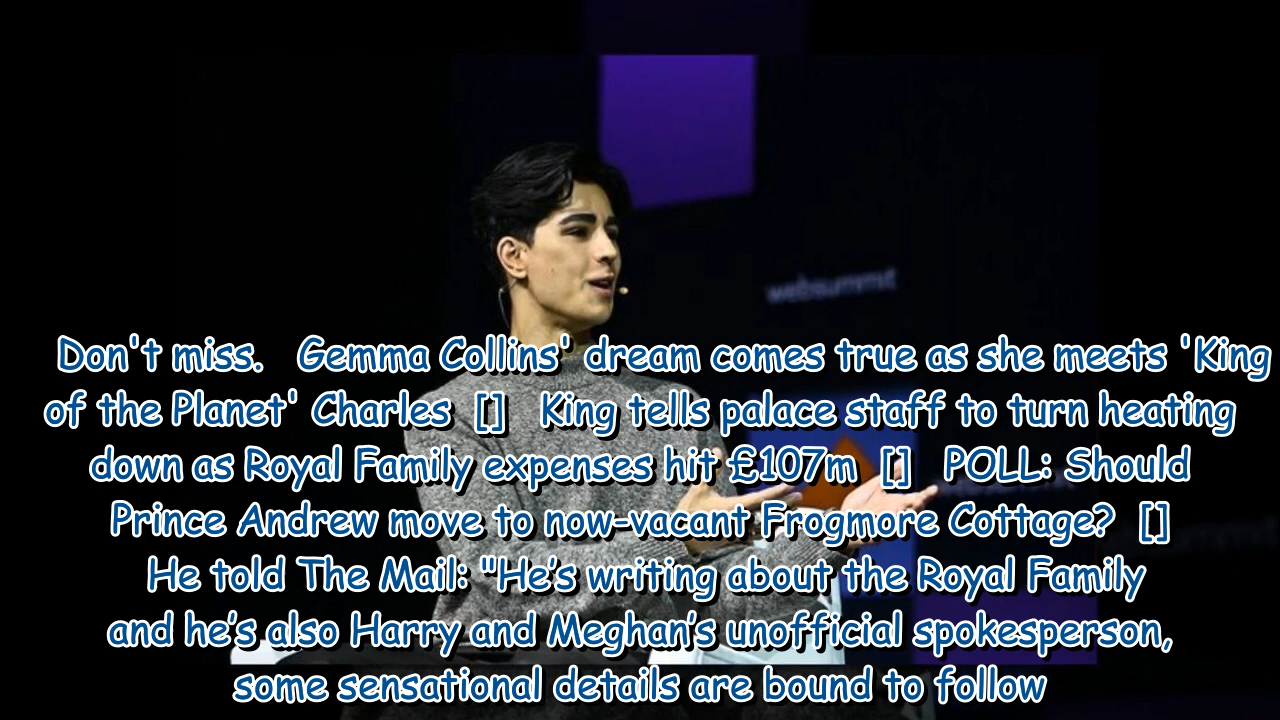 websummit
Don't miss. Gemma Collins' dream comes true as she meets 'King
of the Planet' Charles [] King tells palace staff to turn heating
down as Royal Family expenses hit £107m [] POLL: Should
Prince Andrew move to now-vacant Frogmore Cottage? []
He told The Mail: "He’s writing about the Royal Family
and he’s also Harry and Meghan’s unofficial spokesperson,
some sensational details are bound to follow